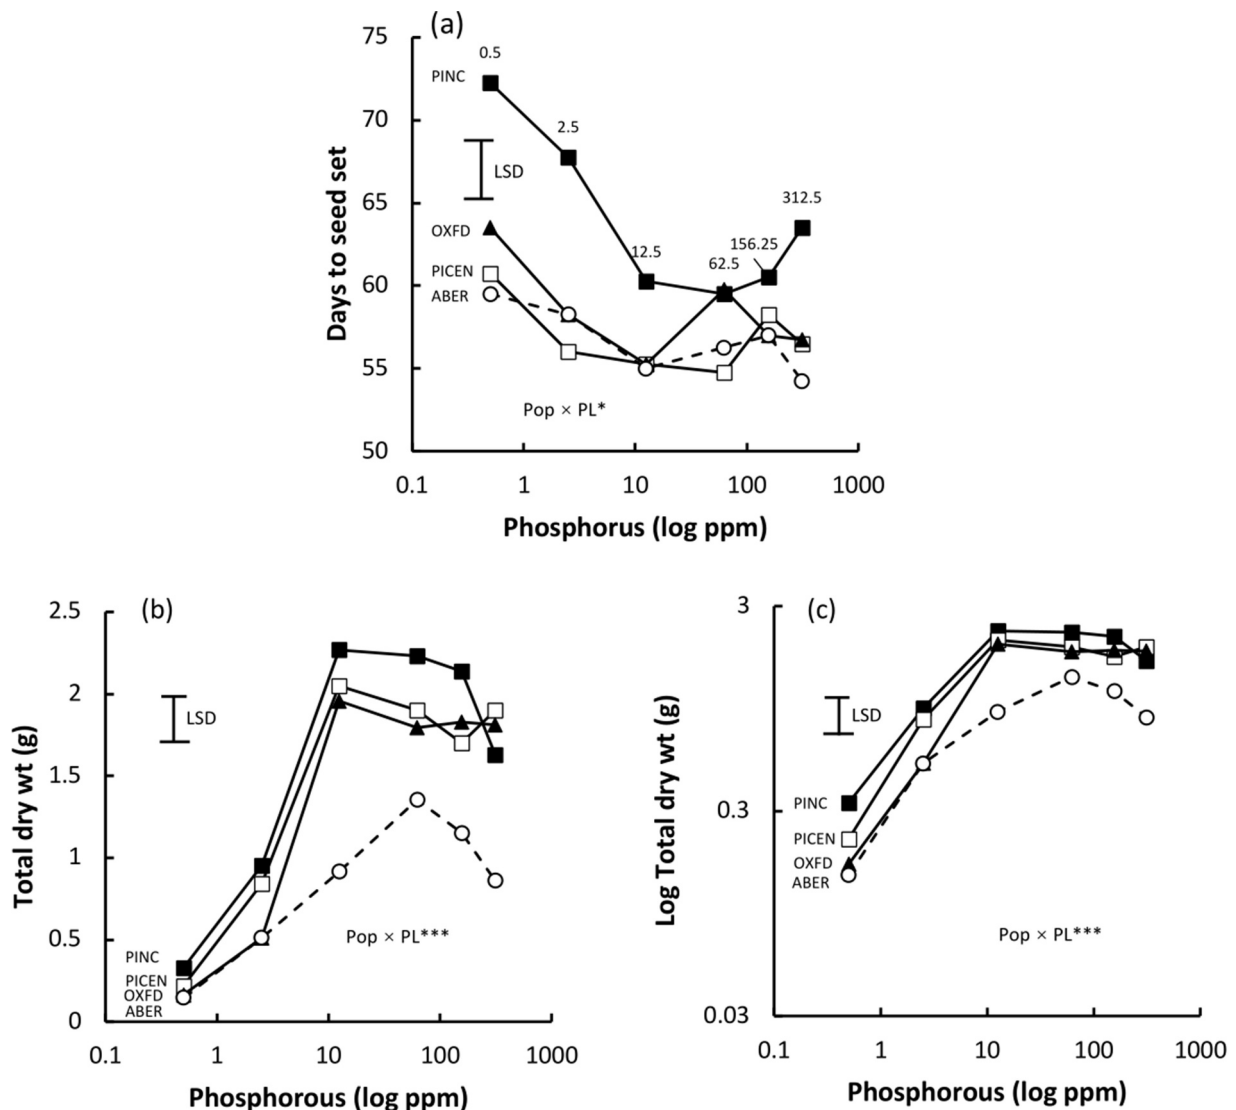 (a)
75
70
65
60
55
50
Days to seed set
PINC
LSD
OXFD
PICEN
ABER
0.5
2.5
12.5
62.5
156.25
312.5
Pop × PL*
0.1 1 10 100 1000
Phosphorus (log ppm)
(b)
2.5
2
1.5
1
0.5
0
Total dry wt (g)
LSD
PINC
PICEN
OXFD
ABER
Pop × PL***
0.1 1 10 100 1000
Phosphorous (log ppm)
(c)
3
0.3
0.03
Log Total dry wt (g)
LSD
PINC
PICEN
OXFD
ABER
Pop × PL***
0.1 1 10 100 1000
Phosphorous (log ppm)